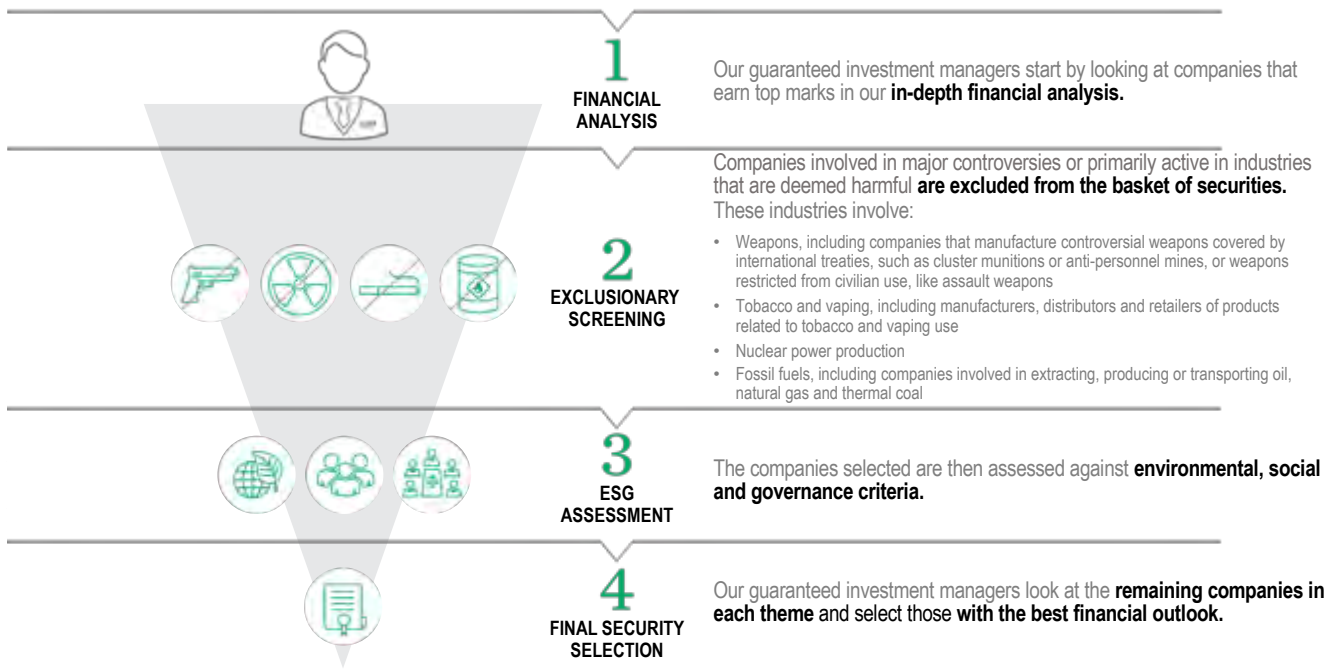 1
FINANCIAL
ANALYSIS
Our guaranteed investment managers start by looking at companies that
earn top marks in our in-depth financial analysis.
2
EXCLUSIONARY
SCREENING
Companies involved in major controversies or primarily active in industries
that are deemed harmful are excluded from the basket of securities.
These industries involve:
• Weapons, including companies that manufacture controversial weapons covered by
international treaties, such as cluster munitions or anti-personnel mines, or weapons
restricted from civilian use, like assault weapons
• Tobacco and vaping, including manufacturers, distributors and retailers of products
related to tobacco and vaping use
• Nuclear power production
• Fossil fuels, including companies involved in extracting, producing or transporting oil,
natural gas and thermal coal
3
ESG
ASSESSMENT
The companies selected are then assessed against environmental, social
and governance criteria.
4
FINAL SECURITY
SELECTION
Our guaranteed investment managers look at the remaining companies in
each theme and select those with the best financial outlook.